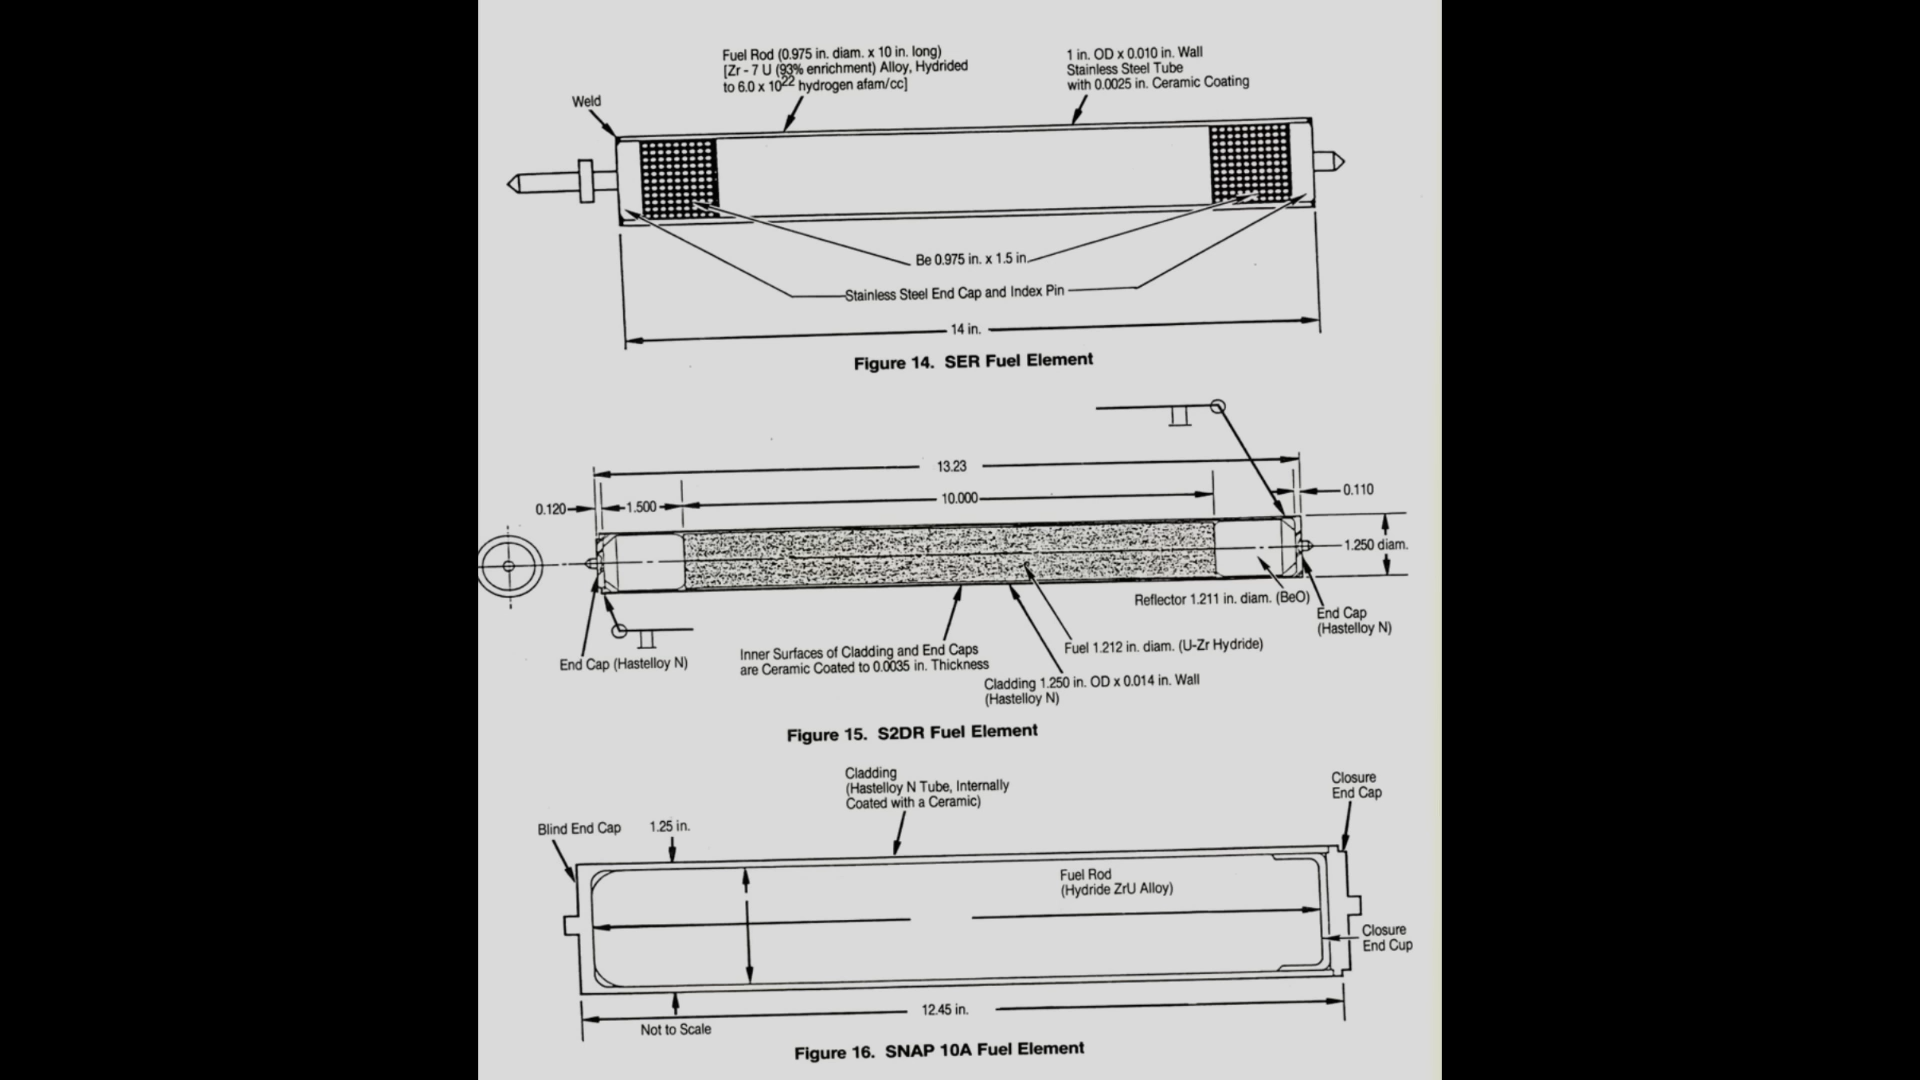 Fuel Rod (0.975 in. diam. x 10 in. long)
[Zr - 7 U (93% enrichment) Alloy, Hydrided
to 6.0 x 10²² hydrogen afam/cc]
1 in. OD x 0.010 in. Wall
Stainless Steel Tube
with 0.0025 in. Ceramic Coating
Weld
Be 0.975 in. x 1.5 in.
Stainless Steel End Cap and Index Pin
14 in.
Figure 14. SER Fuel Element
13.23
0.120
1.500
10.000
0.110
1.250 diam.
Reflector 1.211 in. diam. (BeO)
End Cap
(Hastelloy N)
End Cap (Hastelloy N)
Inner Surfaces of Cladding and End Caps
are Ceramic Coated to 0.0035 in. Thickness
Fuel 1.212 in. diam. (U-Zr Hydride)
Cladding 1.250 in. OD x 0.014 in. Wall
(Hastelloy N)
Figure 15. S2DR Fuel Element
Cladding
(Hastelloy N Tube, Internally
Coated with a Ceramic)
Closure
End Cap
Blind End Cap
1.25 in.
Fuel Rod
(Hydride ZrU Alloy)
Closure
End Cup
12.45 in.
Not to Scale
Figure 16. SNAP 10A Fuel Element